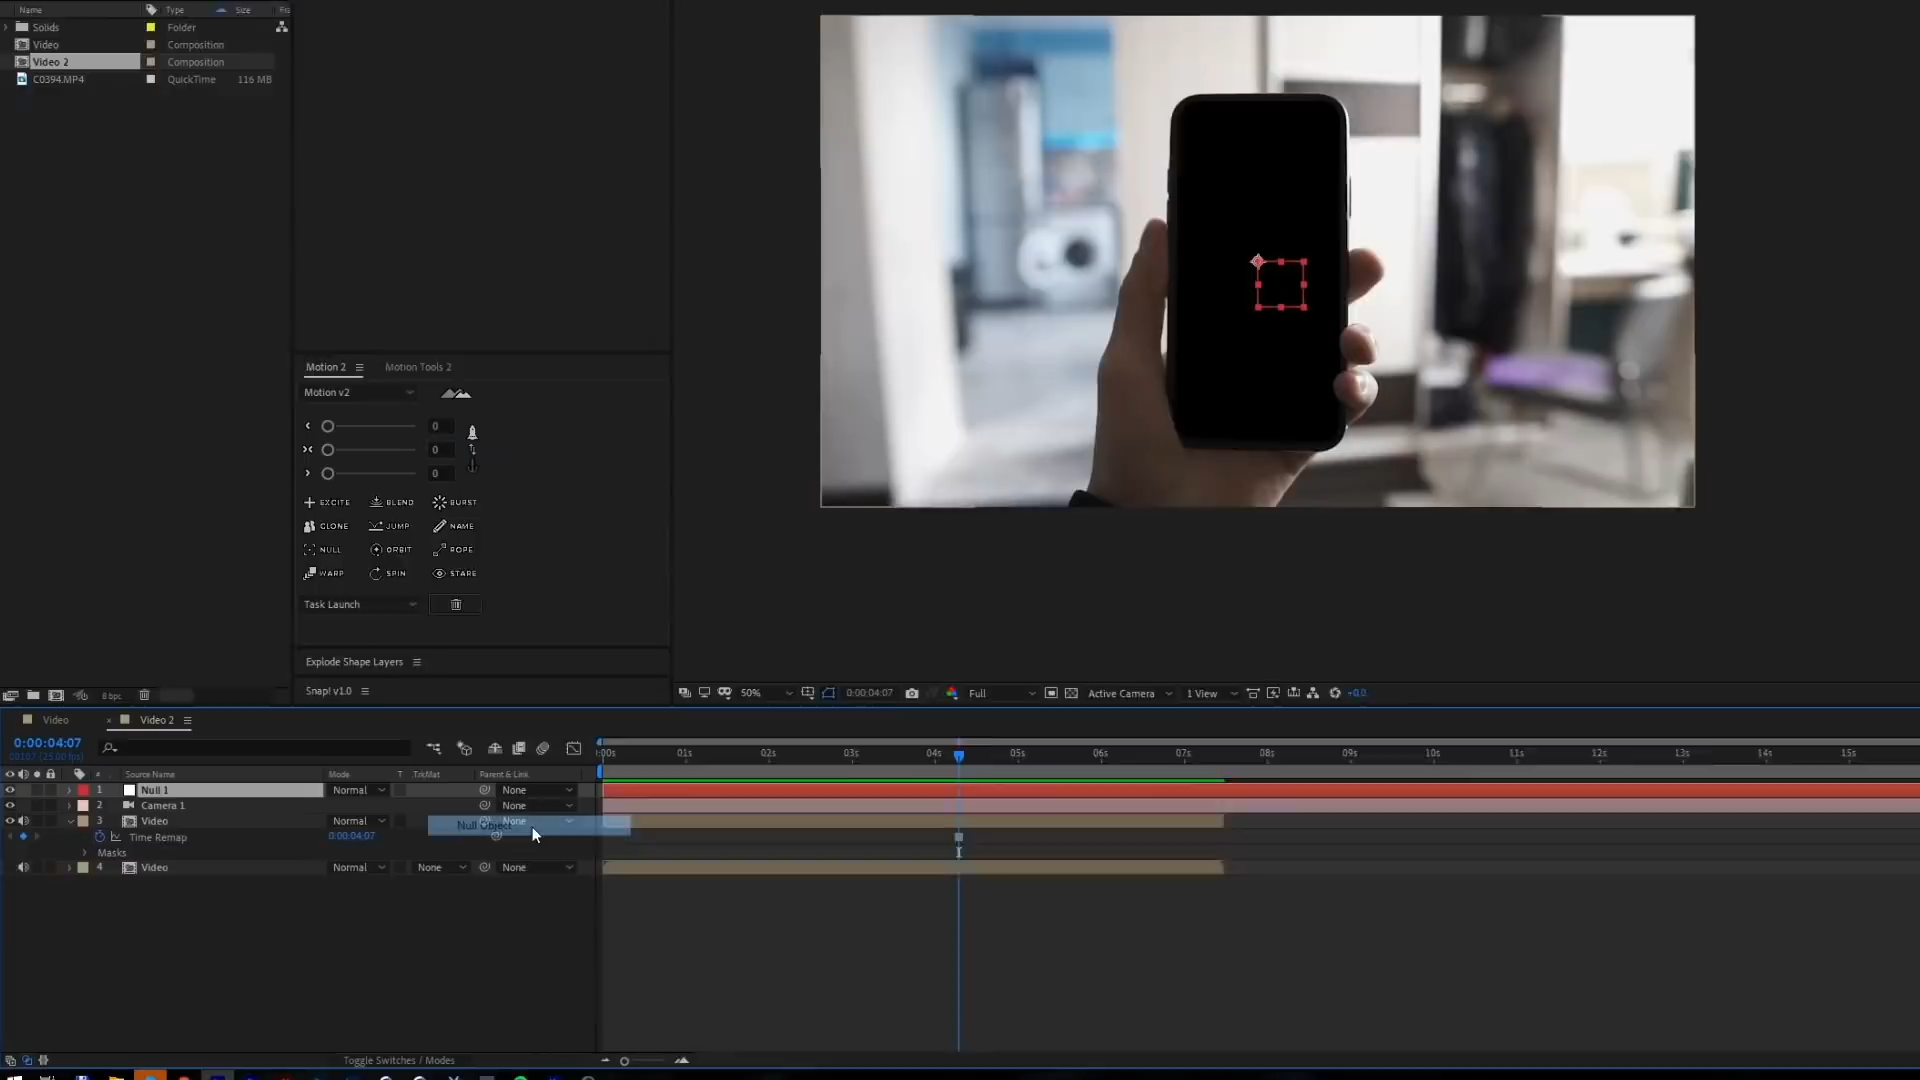 Name Type Size Fra
Solids Folder
Video Composition
Video 2 Composition
C0394.MP4 QuickTime 116 MB
Motion 2 Motion Tools 2
Motion v2
0
0
0
EXCITE BLEND BURST
CLONE JUMP NAME
NULL ORBIT ROPE
WARP SPIN STARE
Task Launch
Explode Shape Layers
Snap! v1.0
8 bpc
50% 0:00:04:07 Full Active Camera 1 View +0.0
Video × Video 2
0:00:04:07
00107 (25.00 fps)
:00s 01s 02s 03s 04s 05s 06s 07s 08s 09s 10s 11s 12s 13s 14s 15s
# Source Name Mode T TrkMat Parent & Link
1 Null 1 Normal None
2 Camera 1 None
3 Video Normal None
Null Object
Time Remap 0:00:04:07
Masks
4 Video Normal None None
Toggle Switches / Modes